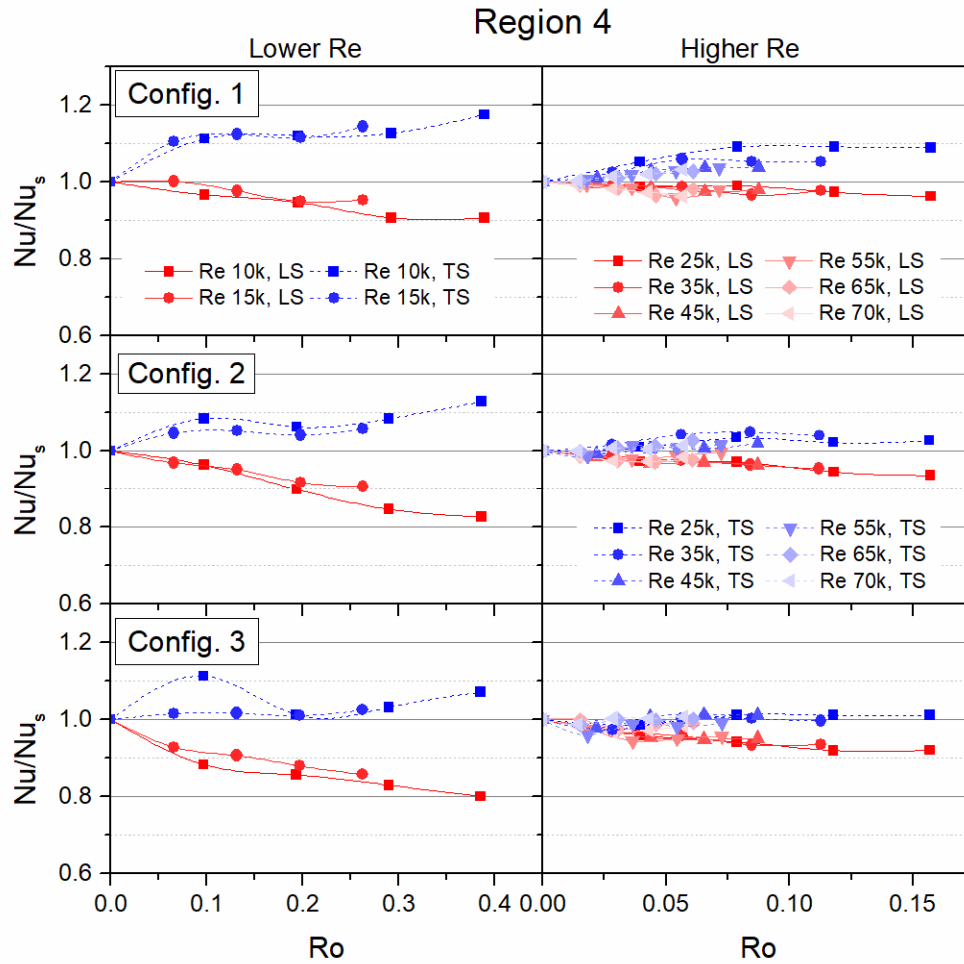 Region 4
Lower Re
Higher Re
Config. 1
Nu/Nus
1.2
1.0
0.8
0.6
Re 10k, LS
Re 10k, TS
Re 15k, LS
Re 15k, TS
Re 25k, LS
Re 55k, LS
Re 35k, LS
Re 65k, LS
Re 45k, LS
Re 70k, LS
Config. 2
Nu/Nus
1.2
1.0
0.8
0.6
Re 25k, TS
Re 55k, TS
Re 35k, TS
Re 65k, TS
Re 45k, TS
Re 70k, TS
Config. 3
Nu/Nus
1.2
1.0
0.8
0.6
0.0
0.1
0.2
0.3
0.4
0.00
0.05
0.10
0.15
Ro
Ro